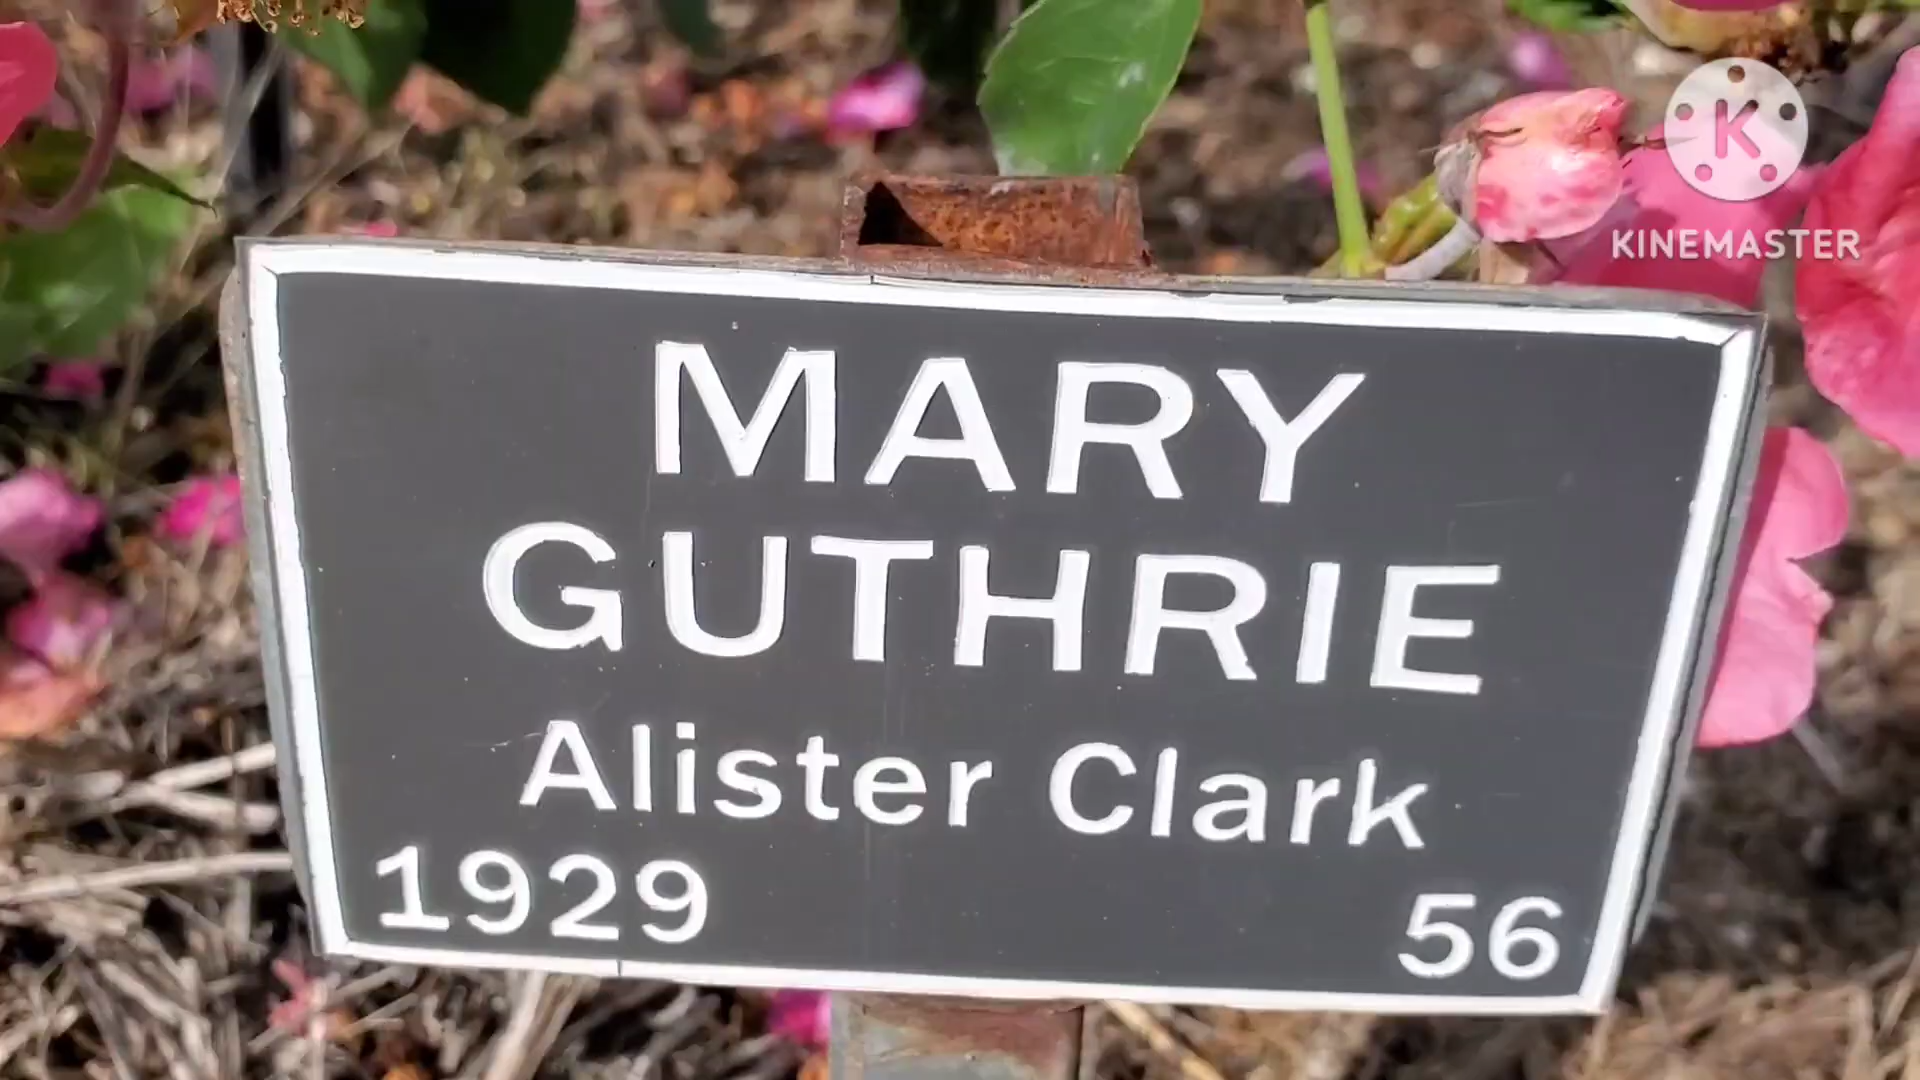 K
KINEMASTER
MARY
GUTHRIE
Alister Clark
1929 56